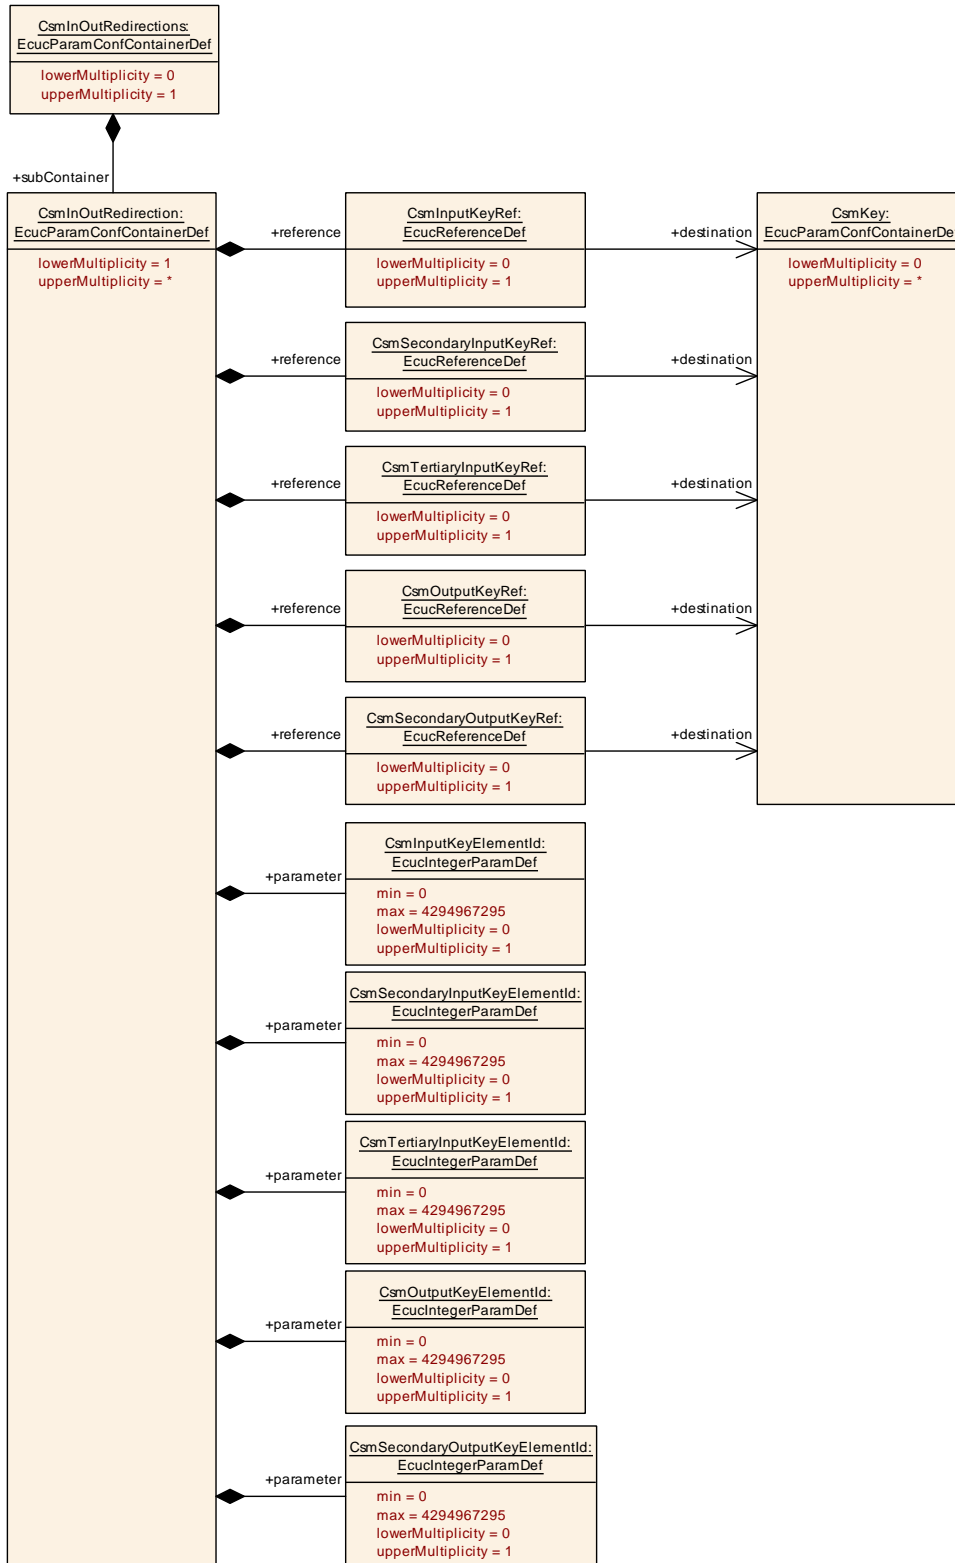 CsmInOutRedirections:
EcucParamConfContainerDef
lowerMultiplicity = 0
upperMultiplicity = 1
+subContainer
CsmInOutRedirection:
EcucParamConfContainerDef
lowerMultiplicity = 1
upperMultiplicity = *
+reference
CsmInputKeyRef:
EcucReferenceDef
lowerMultiplicity = 0
upperMultiplicity = 1
+destination
CsmKey:
EcucParamConfContainerDef
lowerMultiplicity = 0
upperMultiplicity = *
+reference
CsmSecondaryInputKeyRef:
EcucReferenceDef
lowerMultiplicity = 0
upperMultiplicity = 1
+destination
+reference
CsmTertiaryInputKeyRef:
EcucReferenceDef
lowerMultiplicity = 0
upperMultiplicity = 1
+destination
+reference
CsmOutputKeyRef:
EcucReferenceDef
lowerMultiplicity = 0
upperMultiplicity = 1
+destination
+reference
CsmSecondaryOutputKeyRef:
EcucReferenceDef
lowerMultiplicity = 0
upperMultiplicity = 1
+destination
+parameter
CsmInputKeyElementId:
EcucIntegerParamDef
min = 0
max = 4294967295
lowerMultiplicity = 0
upperMultiplicity = 1
+parameter
CsmSecondaryInputKeyElementId:
EcucIntegerParamDef
min = 0
max = 4294967295
lowerMultiplicity = 0
upperMultiplicity = 1
+parameter
CsmTertiaryInputKeyElementId:
EcucIntegerParamDef
min = 0
max = 4294967295
lowerMultiplicity = 0
upperMultiplicity = 1
+parameter
CsmOutputKeyElementId:
EcucIntegerParamDef
min = 0
max = 4294967295
lowerMultiplicity = 0
upperMultiplicity = 1
+parameter
CsmSecondaryOutputKeyElementId:
EcucIntegerParamDef
min = 0
max = 4294967295
lowerMultiplicity = 0
upperMultiplicity = 1